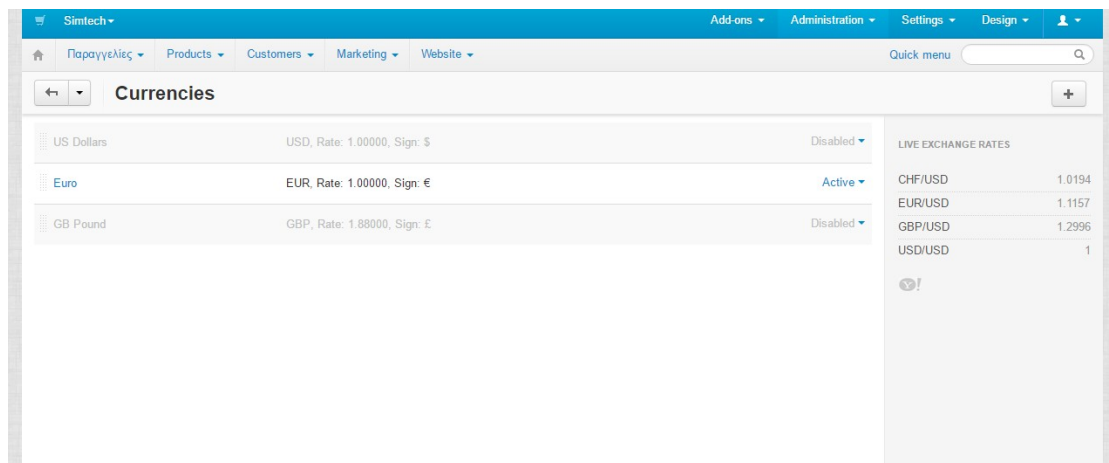 Simtech Add-ons Administration Settings Design
Παραγγελίες Products Customers Marketing Website Quick menu
Currencies
US Dollars USD, Rate: 1.00000, Sign: $ Disabled
Euro EUR, Rate: 1.00000, Sign: € Active
GB Pound GBP, Rate: 1.88000, Sign: £ Disabled
LIVE EXCHANGE RATES
CHF/USD 1.0194
EUR/USD 1.1157
GBP/USD 1.2996
USD/USD 1
Y!